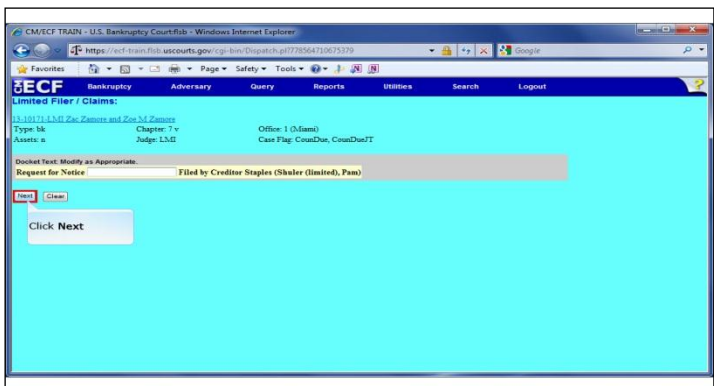 CM/ECF TRAIN - U.S. Bankruptcy Court:flsb - Windows Internet Explorer
https://ecf-train.flsb.uscourts.gov/cgi-bin/Dispatch.pl?778564710675379
Google
Favorites Page Safety Tools
ECF Bankruptcy Adversary Query Reports Utilities Search Logout ?
Limited Filer / Claims:
13-10171-LMI Zac Zamore and Zoe M Zamore
Type: bk Chapter: 7 v Office: 1 (Miami)
Assets: n Judge: LMI Case Flag: CounDue, CounDueJT
Docket Text: Modify as Appropriate.
Request for Notice Filed by Creditor Staples (Shuler (limited), Pam)
Next Clear
Click Next